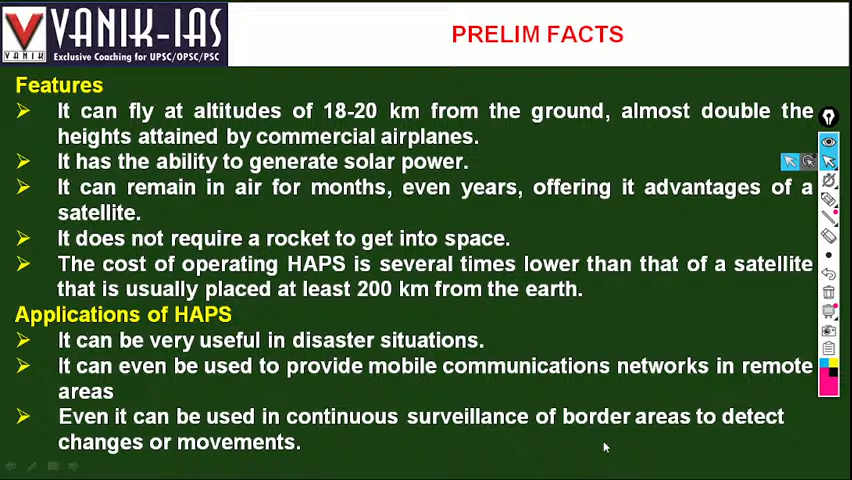 VANIK-IAS
VANIK
Exclusive Coaching for UPSC/OPSC/PSC
PRELIM FACTS
Features
It can fly at altitudes of 18-20 km from the ground, almost double the
heights attained by commercial airplanes.
It has the ability to generate solar power.
It can remain in air for months, even years, offering it advantages of a
satellite.
It does not require a rocket to get into space.
The cost of operating HAPS is several times lower than that of a satellite
that is usually placed at least 200 km from the earth.
Applications of HAPS
It can be very useful in disaster situations.
It can even be used to provide mobile communications networks in remote
areas
Even it can be used in continuous surveillance of border areas to detect
changes or movements.